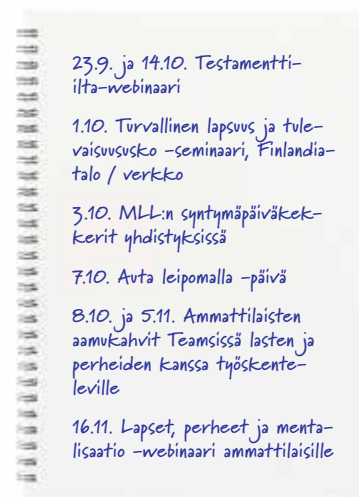 23.9. ja 14.10. Testamentti-
ilta-webinaari
1.10. Turvallinen lapsuus ja tule-
vaisuususko -seminaari, Finlandia-
talo / verkko
3.10. MLL:n syntymäpäiväkek-
kerit yhdistyksissä
7.10. Auta leipomalla -päivä
8.10. ja 5.11. Ammattilaisten
aamukahvit Teamsissä lasten ja
perheiden kanssa työskente-
leville
16.11. Lapset, perheet ja menta-
lisaatio -webinaari ammattilaisille